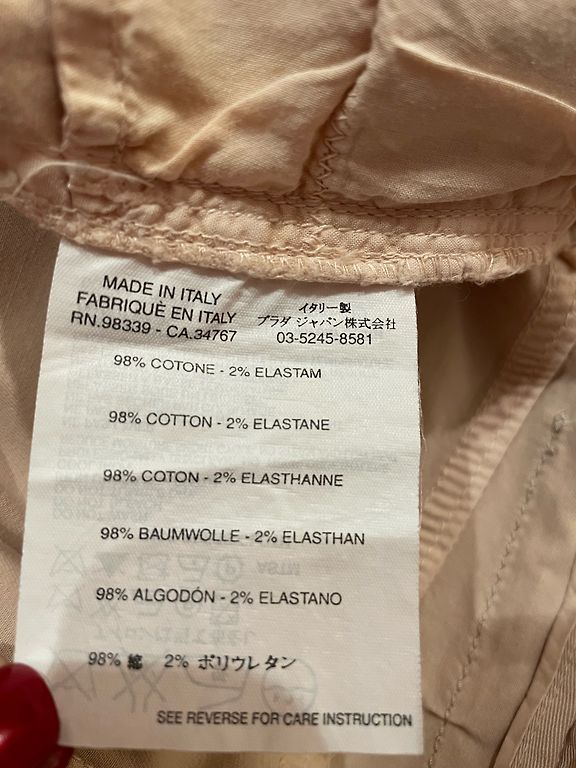 MADE IN ITALY
FABRIQUÈ EN ITALY
RN.98339 - CA.34767
イタリー製
プラダ ジャパン株式会社
03-5245-8581
98% COTONE - 2% ELASTAM
98% COTTON - 2% ELASTANE
98% COTON - 2% ELASTHANNE
98% BAUMWOLLE - 2% ELASTHAN
98% ALGODÓN - 2% ELASTANO
98% 綿 2% ポリウレタン
SEE REVERSE FOR CARE INSTRUCTION